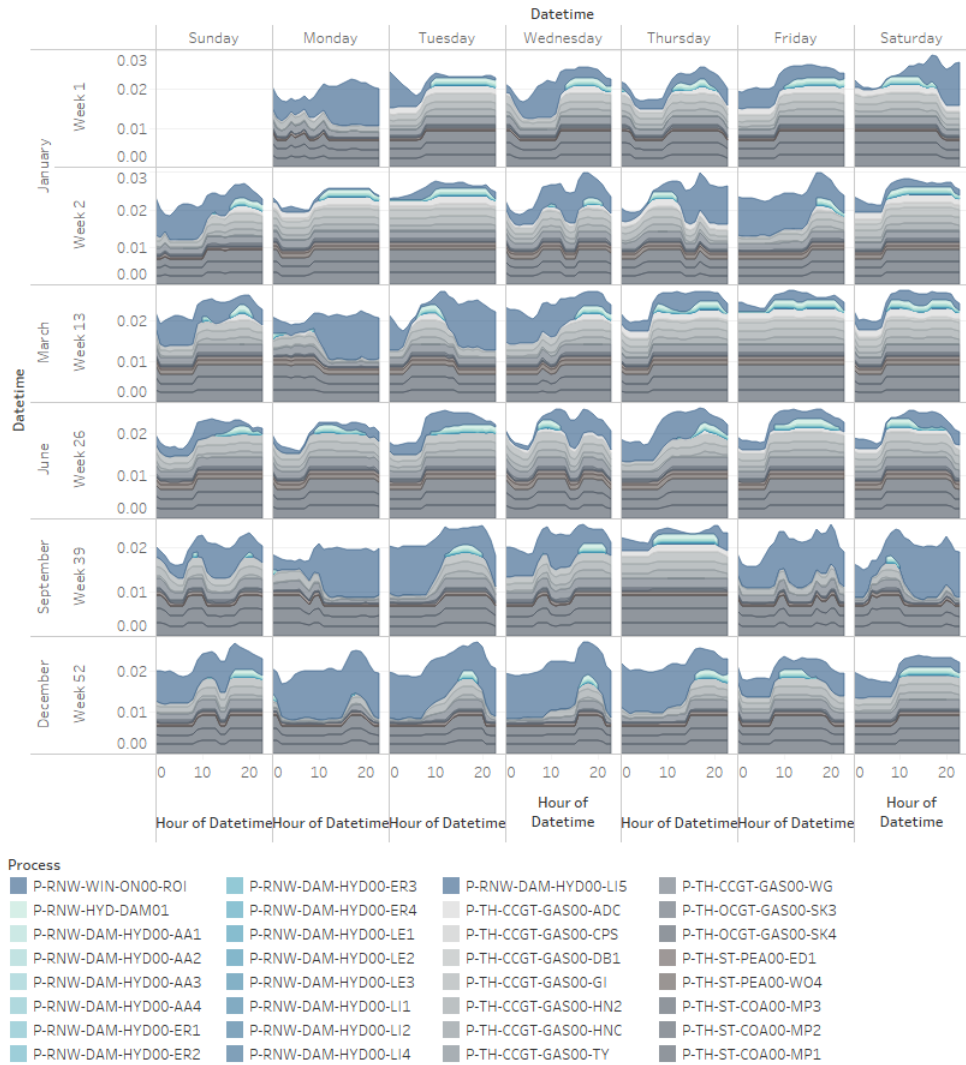 Datetime
Sunday Monday Tuesday Wednesday Thursday Friday Saturday
Datetime
January
Week 1
0.03
0.02
0.01
0.00
Week 2
0.03
0.02
0.01
0.00
March
Week 13
0.02
0.01
0.00
June
Week 26
0.02
0.01
0.00
September
Week 39
0.02
0.01
0.00
December
Week 52
0.02
0.01
0.00
0 10 20 0 10 20 0 10 20 0 10 20 0 10 20 0 10 20 0 10 20
Hour of Datetime Hour of Datetime Hour of Datetime Hour of Datetime Hour of Datetime Hour of Datetime Hour of Datetime
Process
P-RNW-WIN-ON00-ROI
P-RNW-HYD-DAM01
P-RNW-DAM-HYD00-AA1
P-RNW-DAM-HYD00-AA2
P-RNW-DAM-HYD00-AA3
P-RNW-DAM-HYD00-AA4
P-RNW-DAM-HYD00-ER1
P-RNW-DAM-HYD00-ER2
P-RNW-DAM-HYD00-ER3
P-RNW-DAM-HYD00-ER4
P-RNW-DAM-HYD00-LE1
P-RNW-DAM-HYD00-LE2
P-RNW-DAM-HYD00-LE3
P-RNW-DAM-HYD00-LI1
P-RNW-DAM-HYD00-LI2
P-RNW-DAM-HYD00-LI4
P-RNW-DAM-HYD00-LI5
P-TH-CCGT-GAS00-ADC
P-TH-CCGT-GAS00-CPS
P-TH-CCGT-GAS00-DB1
P-TH-CCGT-GAS00-GI
P-TH-CCGT-GAS00-HN2
P-TH-CCGT-GAS00-HNC
P-TH-CCGT-GAS00-TY
P-TH-CCGT-GAS00-WG
P-TH-OCGT-GAS00-SK3
P-TH-OCGT-GAS00-SK4
P-TH-ST-PEA00-ED1
P-TH-ST-PEA00-WO4
P-TH-ST-COA00-MP3
P-TH-ST-COA00-MP2
P-TH-ST-COA00-MP1